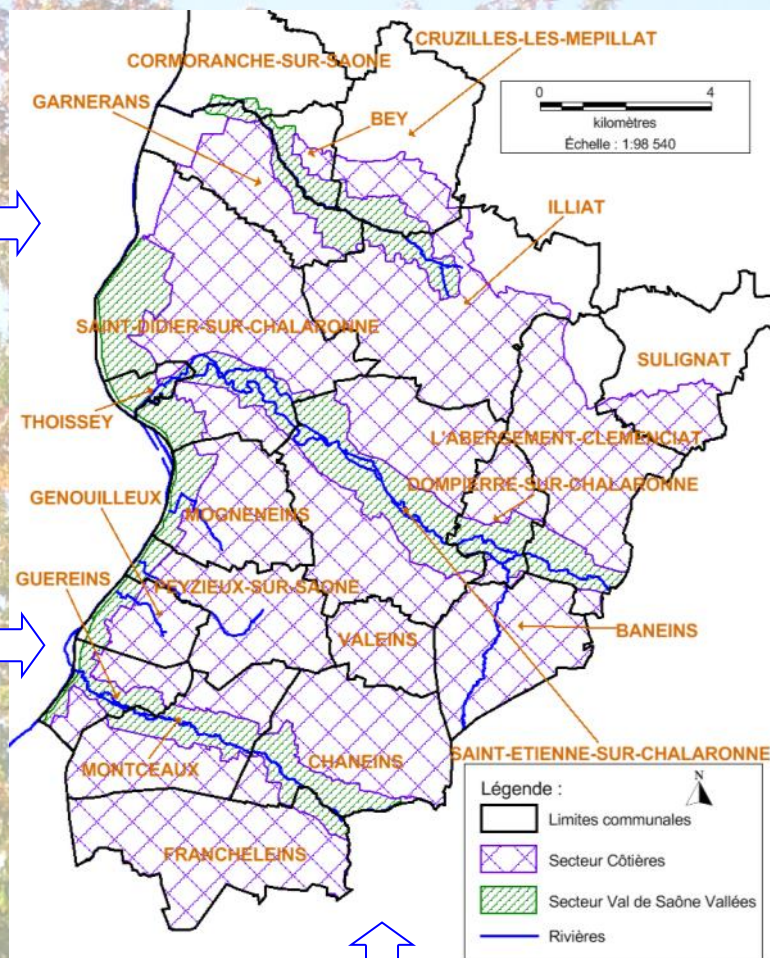 CRUZILLES-LES-MEPILLAT
CORMORANCHE-SUR-SAONE
GARNERANS
BEY
0 4
kilomètres
Échelle : 1:98 540
ILLIAT
SAINT-DIDIER-SUR-CHALARONNE
SULIGNAT
THOISSEY
L'ABERGEMENT-CLEMENCIAT
DOMPIERRE-SUR-CHALARONNE
GENOUILLEUX
MOGNENEINS
GUEREINS
PEYZIEUX-SUR-SAONE
VALEINS
BANEINS
SAINT-ETIENNE-SUR-CHALARONNE
MONTCEAUX
CHANEINS
FRANCHELEINS
Légende :
N
Limites communales
Secteur Côtières
Secteur Val de Saône Vallées
Rivières